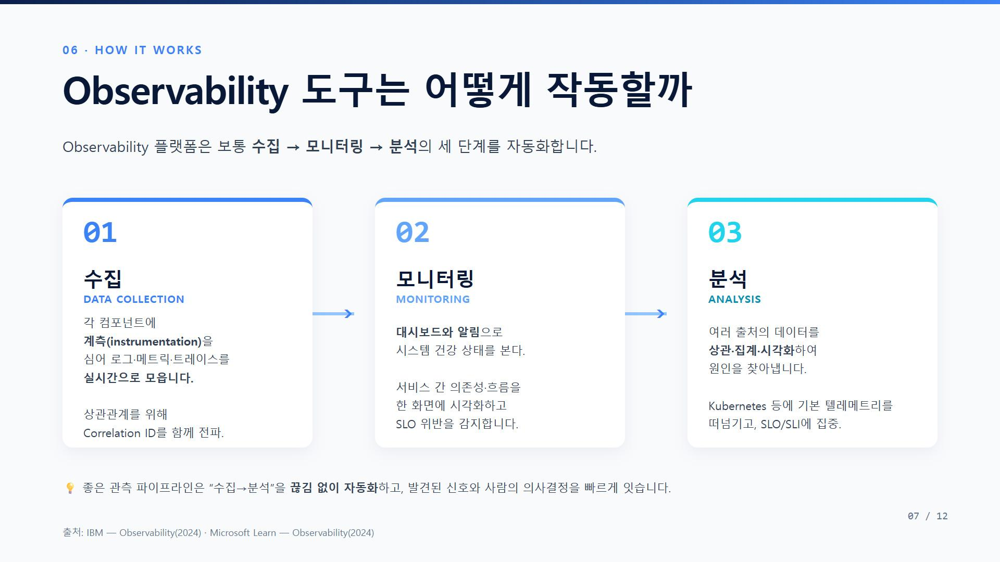 06 · HOW IT WORKS
Observability 도구는 어떻게 작동할까
Observability 플랫폼은 보통 수집 → 모니터링 → 분석의 세 단계를 자동화합니다.
01
수집
DATA COLLECTION
각 컴포넌트에
계측(instrumentation)을
심어 로그·메트릭·트레이스를
실시간으로 모읍니다.
상관관계를 위해
Correlation ID를 함께 전파.
02
모니터링
MONITORING
대시보드와 알림으로
시스템 건강 상태를 본다.
서비스 간 의존성·흐름을
한 화면에 시각화하고
SLO 위반을 감지합니다.
03
분석
ANALYSIS
여러 출처의 데이터를
상관·집계·시각화하여
원인을 찾아냅니다.
Kubernetes 등에 기본 텔레메트리를
떠넘기고, SLO/SLI에 집중.
💡 좋은 관측 파이프라인은 “수집→분석”을 끊김 없이 자동화하고, 발견된 신호와 사람의 의사결정을 빠르게 잇습니다.
07 / 12
출처: IBM — Observability(2024) · Microsoft Learn — Observability(2024)